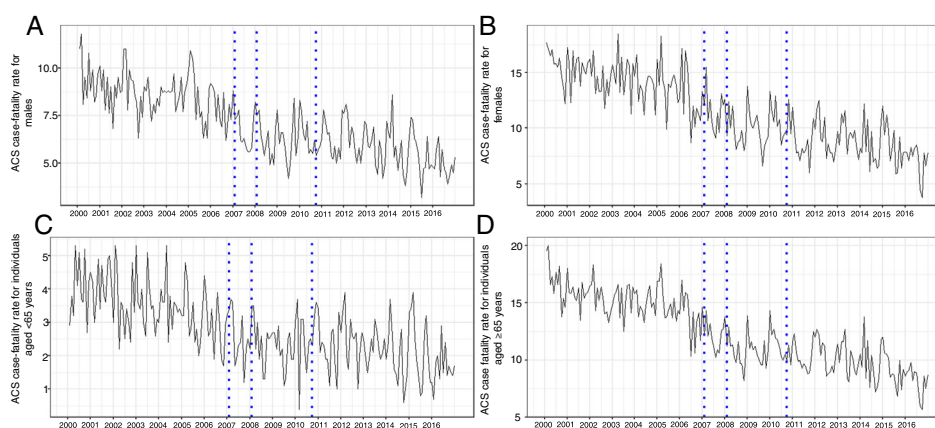 A
ACS case-fatality rate for
males
10.0
7.5
5.0
2000 2001 2002 2003 2004 2005 2006 2007 2008 2009 2010 2011 2012 2013 2014 2015 2016
B
ACS case-fatality rate for
females
15
10
5
2000 2001 2002 2003 2004 2005 2006 2007 2008 2009 2010 2011 2012 2013 2014 2015 2016
C
ACS case-fatality rate for individuals
aged <65 years
5
4
3
2
1
2000 2001 2002 2003 2004 2005 2006 2007 2008 2009 2010 2011 2012 2013 2014 2015 2016
D
ACS case fatality rate for individuals
aged ≥65 years
20
15
10
5
2000 2001 2002 2003 2004 2005 2006 2007 2008 2009 2010 2011 2012 2013 2014 2015 2016